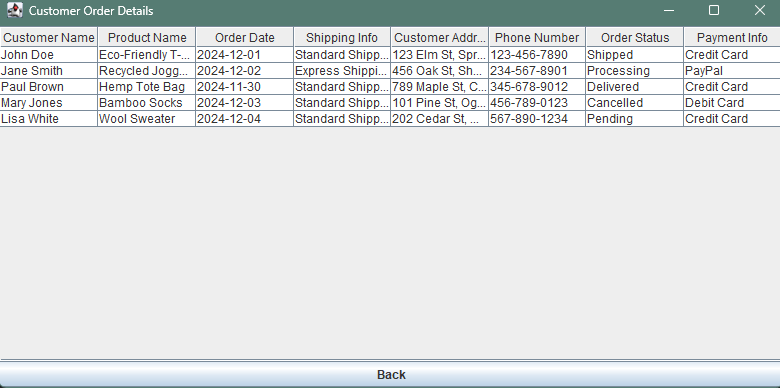 Customer Order Details
Customer Name Product Name Order Date Shipping Info Customer Addr... Phone Number Order Status Payment Info
John Doe Eco-Friendly T-... 2024-12-01 Standard Shipp... 123 Elm St, Spr... 123-456-7890 Shipped Credit Card
Jane Smith Recycled Jogg... 2024-12-02 Express Shippi... 456 Oak St, Sh... 234-567-8901 Processing PayPal
Paul Brown Hemp Tote Bag 2024-11-30 Standard Shipp... 789 Maple St, C... 345-678-9012 Delivered Credit Card
Mary Jones Bamboo Socks 2024-12-03 Standard Shipp... 101 Pine St, Og... 456-789-0123 Cancelled Debit Card
Lisa White Wool Sweater 2024-12-04 Standard Shipp... 202 Cedar St, ... 567-890-1234 Pending Credit Card
Back